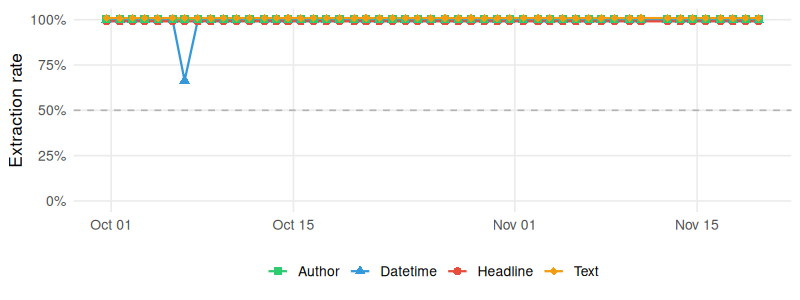 Extraction rate
100%
75%
50%
25%
0%
Oct 01 Oct 15 Nov 01 Nov 15
Author Datetime Headline Text